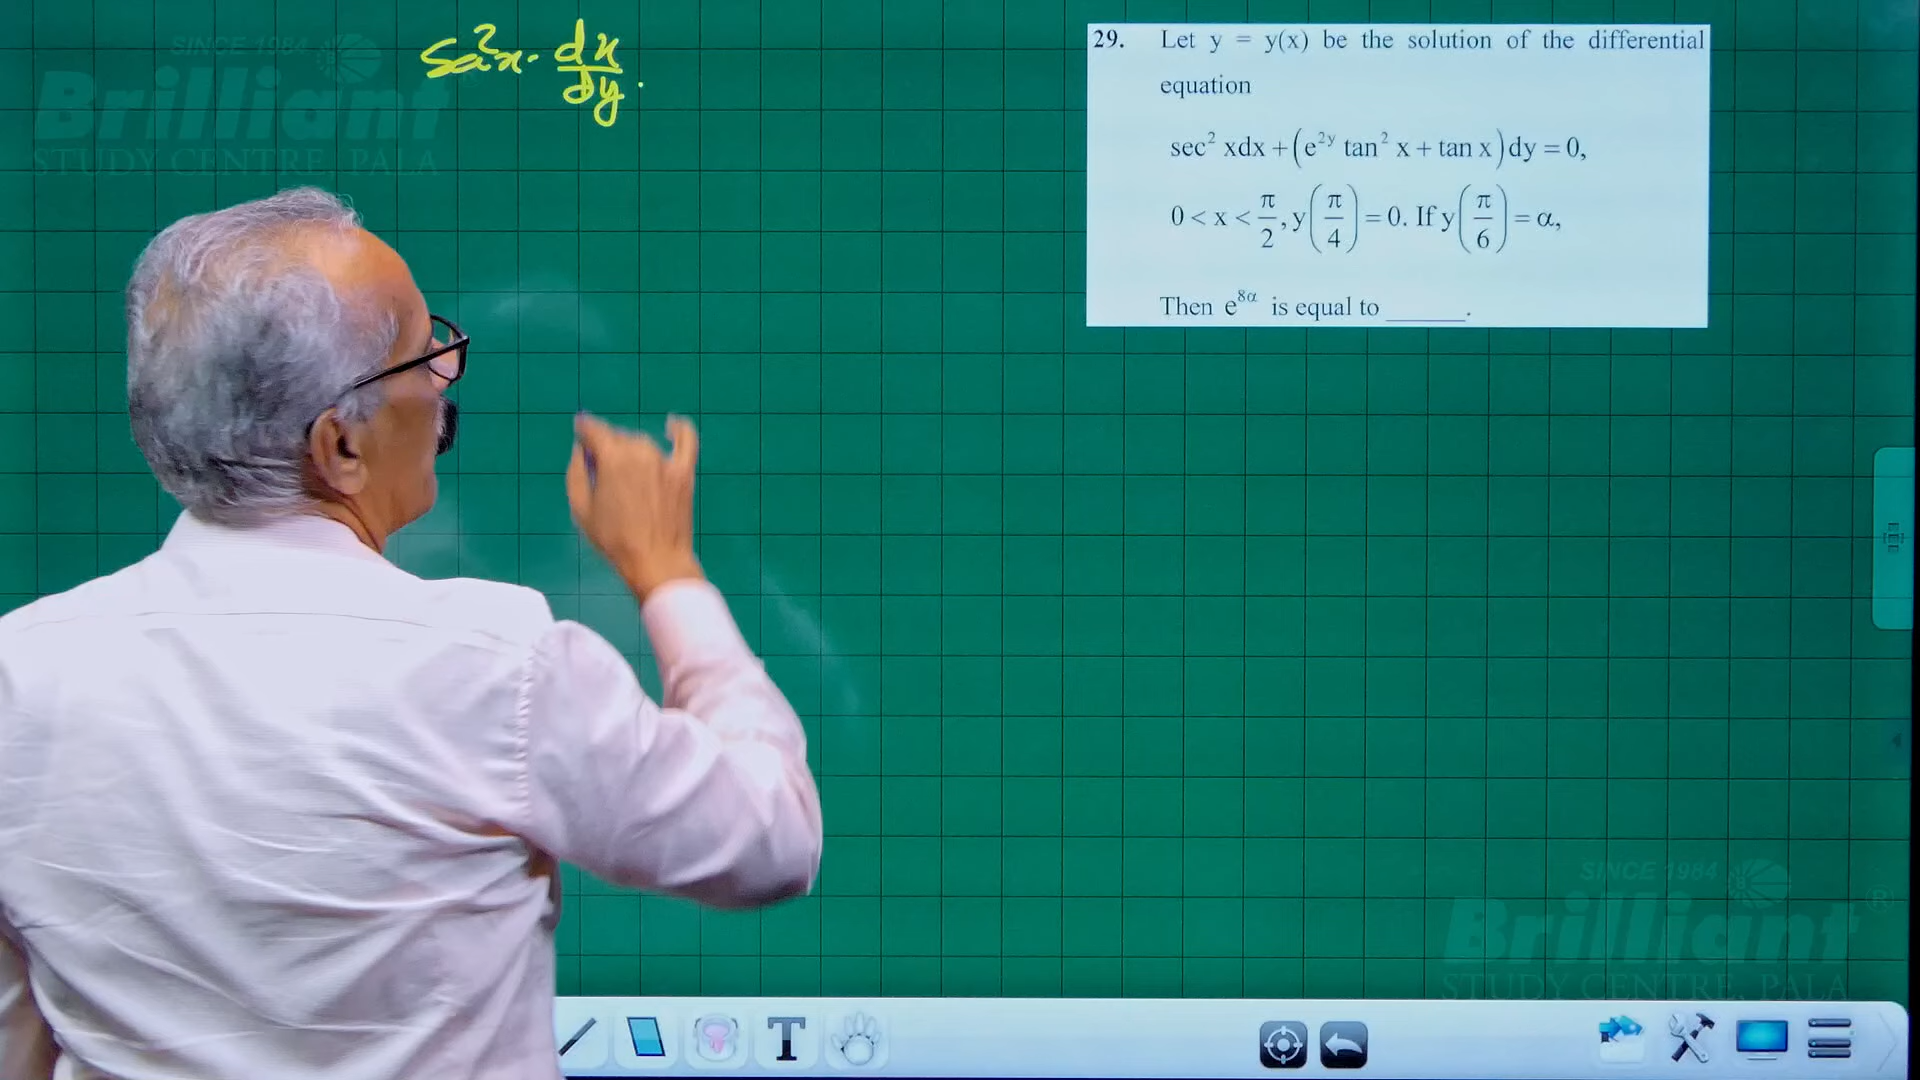 SINCE 1984
Brilliant
STUDY CENTRE, PALA
sec²x · dx/dy .
29. Let y = y(x) be the solution of the differential
equation
sec² xdx + (e²ʸ tan² x + tan x) dy = 0,
0 < x < π/2, y(π/4) = 0. If y(π/6) = α,
Then e⁸ᵅ is equal to ______.
T
SINCE 1984
Brilliant ®
STUDY CENTRE, PALA